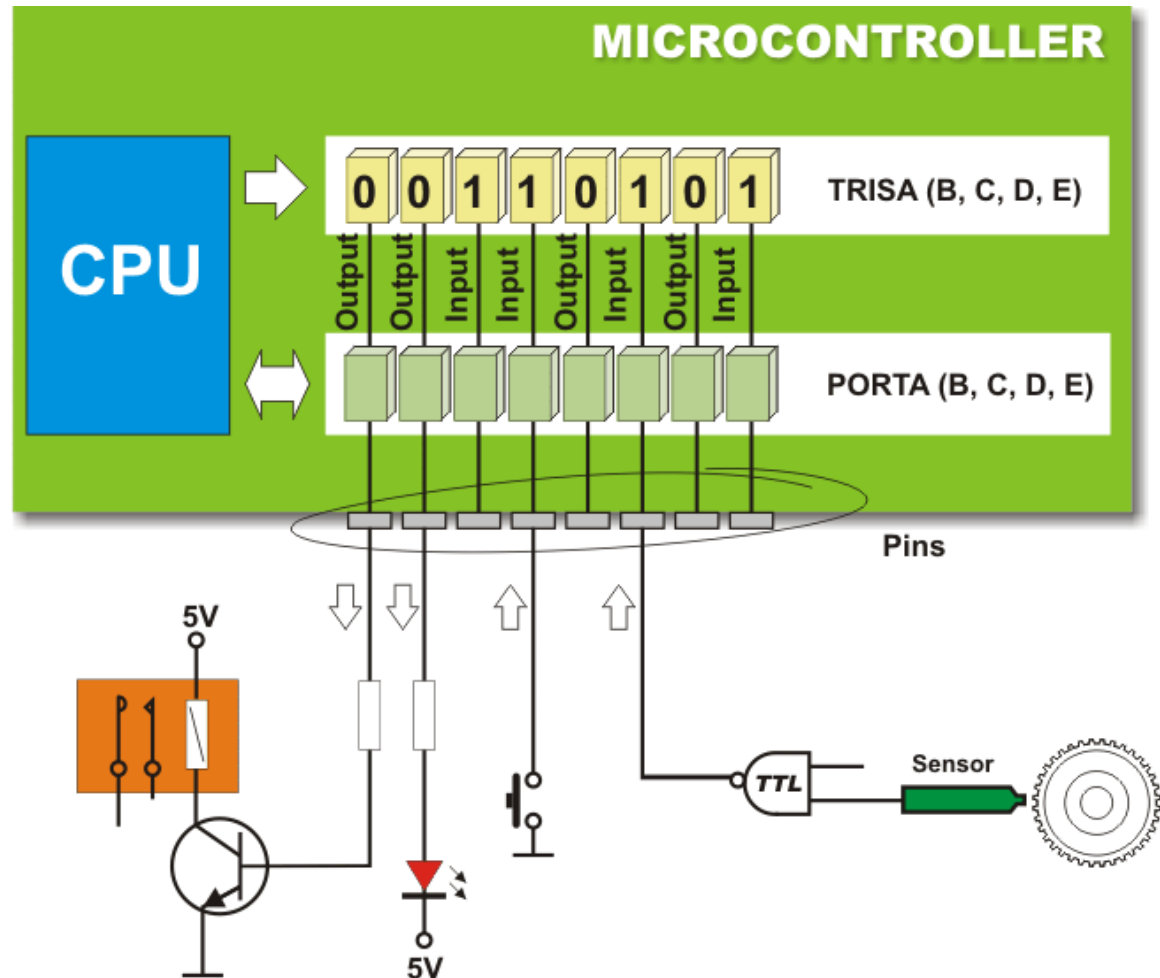 MICROCONTROLLER
CPU
0 0 1 1 0 1 0 1
TRISA (B, C, D, E)
Output Output Input Input Output Input Output Input
PORTA (B, C, D, E)
Pins
5V
Sensor
TTL
5V